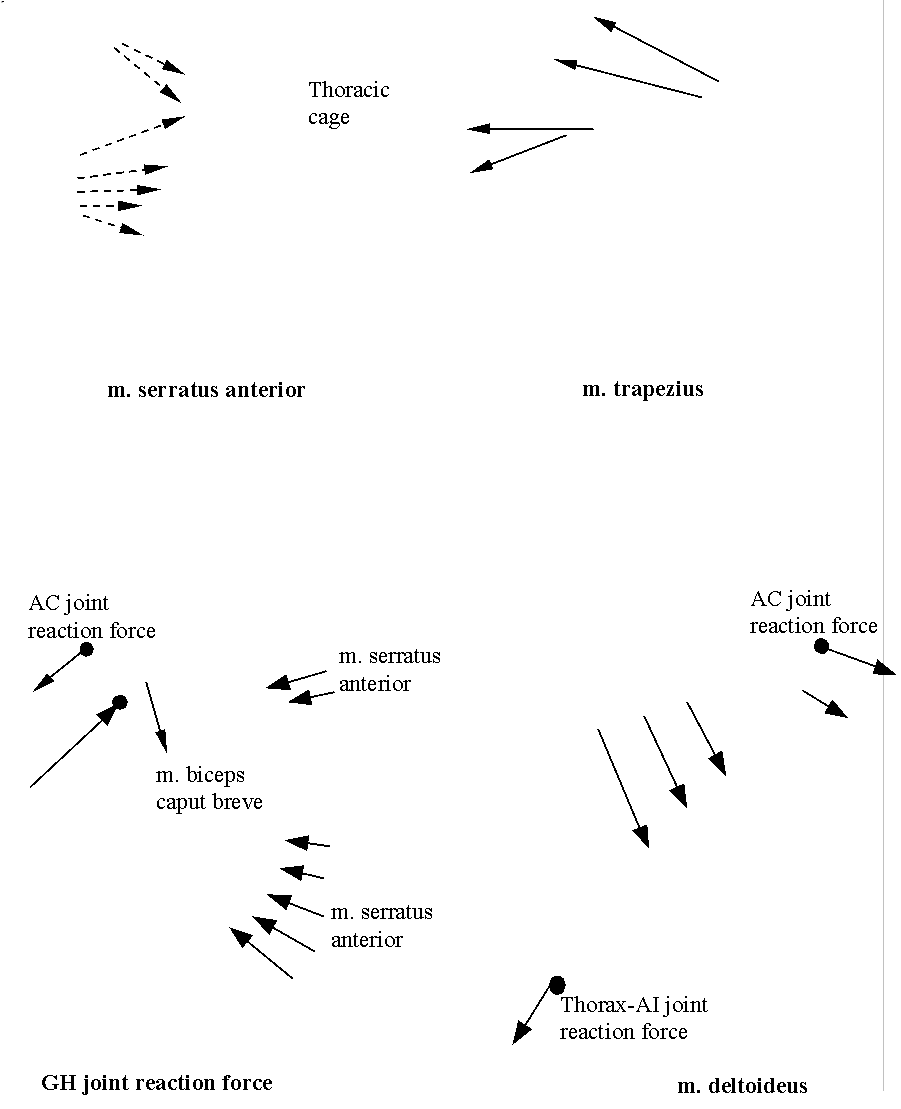 Thoracic
cage
m. serratus anterior
m. trapezius
AC joint
reaction force
m. serratus
anterior
m. biceps
caput breve
m. serratus
anterior
GH joint reaction force
AC joint
reaction force
Thorax-AI joint
reaction force
m. deltoideus